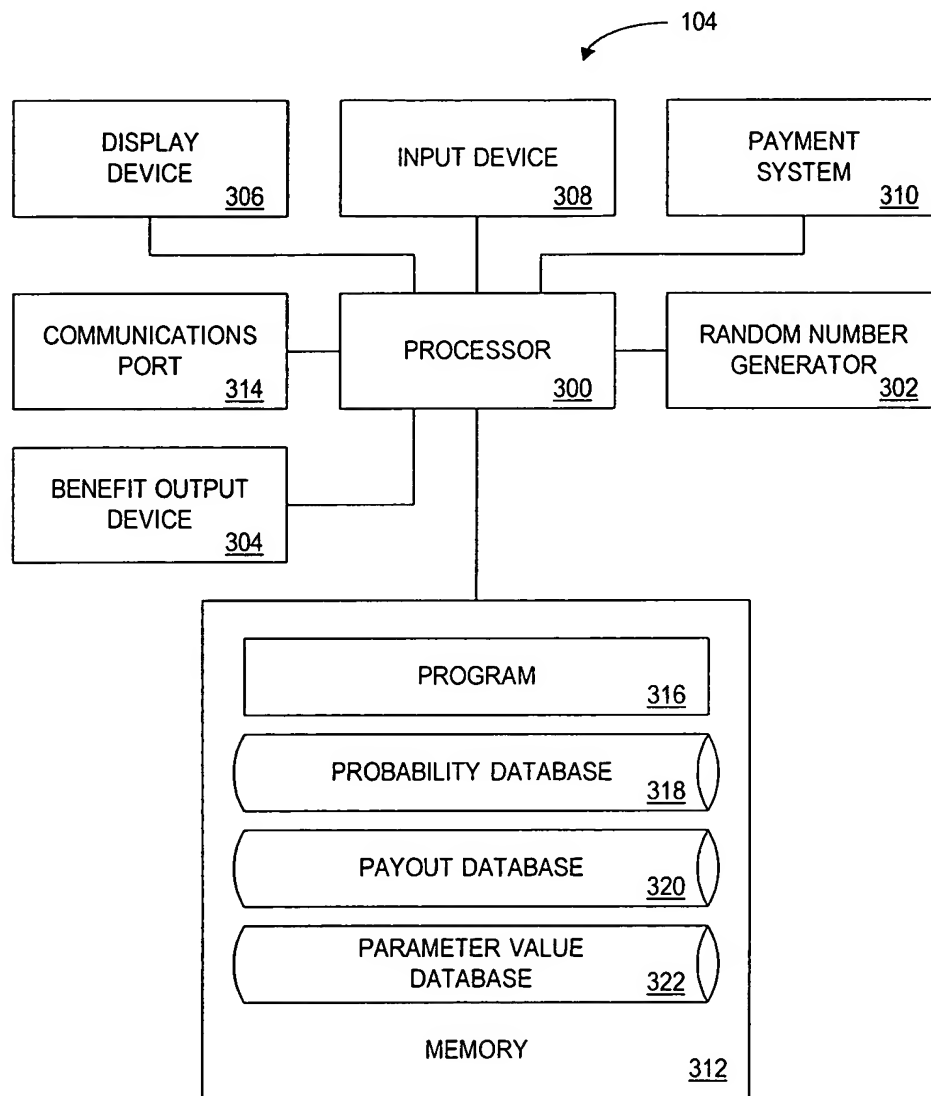 104
DISPLAY
DEVICE
306
INPUT DEVICE
308
PAYMENT
SYSTEM
310
COMMUNICATIONS
PORT
314
PROCESSOR
300
RANDOM NUMBER
GENERATOR
302
BENEFIT OUTPUT
DEVICE
304
PROGRAM
316
PROBABILITY DATABASE
318
PAYOUT DATABASE
320
PARAMETER VALUE
DATABASE
322
MEMORY
312